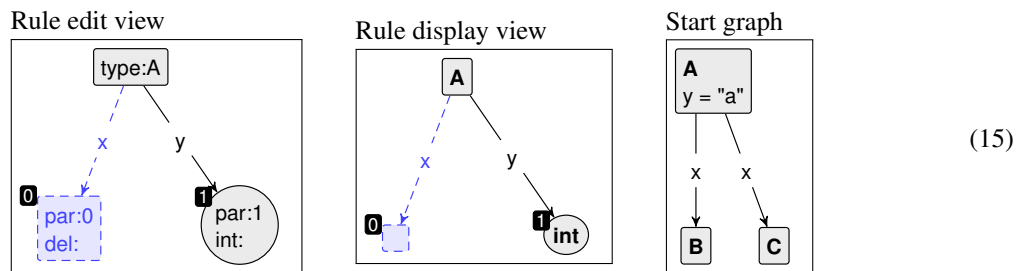 Rule edit view
type:A
x
y
0
par:0
del:
1
par:1
int:
Rule display view
A
x
y
0
1
int
Start graph
A
y = "a"
x
x
B
C
(15)